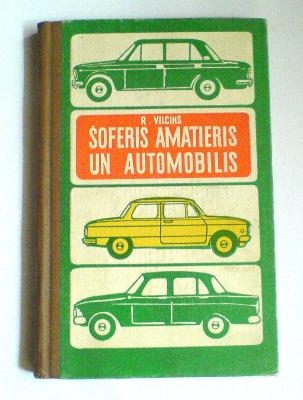 R. VILCIŅŠ
ŠOFERIS AMATIERIS
UN AUTOMOBILIS